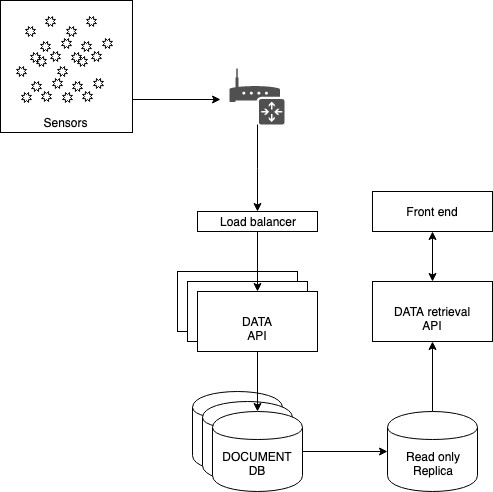 Sensors
Load balancer
Front end
DATA
API
DATA retrieval
API
DOCUMENT
DB
Read only
Replica